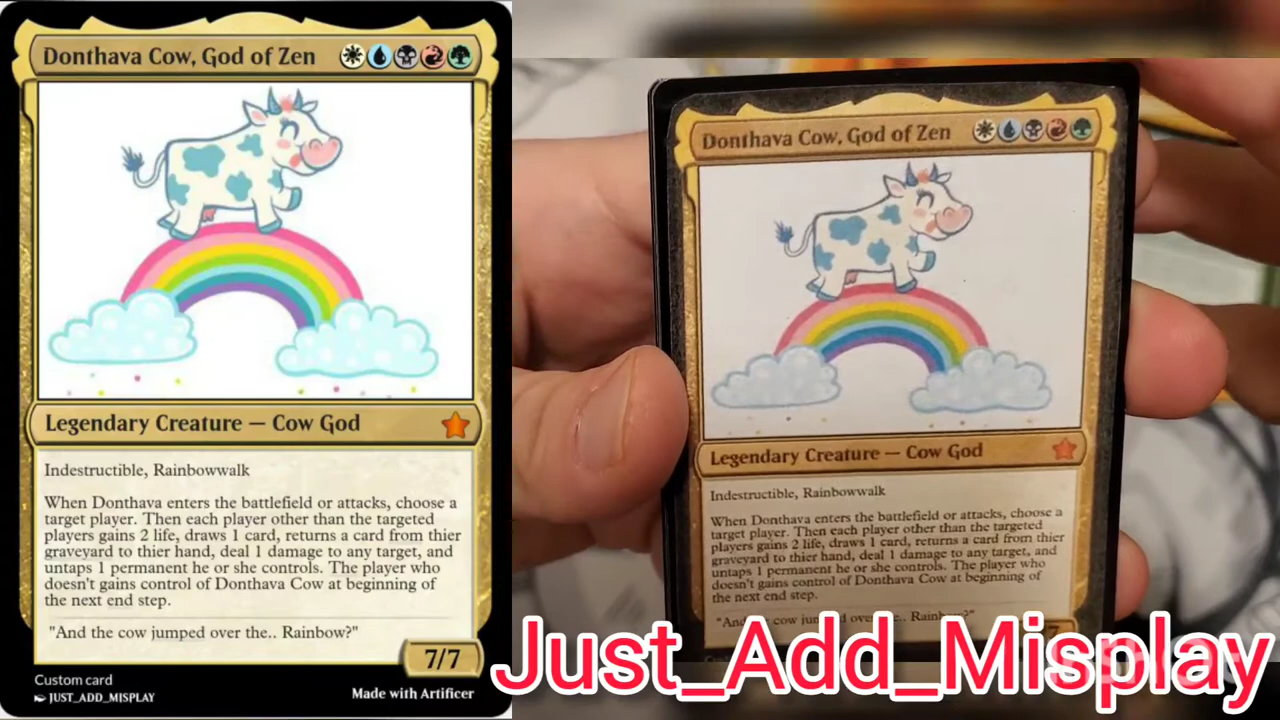 Donthava Cow, God of Zen
Legendary Creature — Cow God
Indestructible, Rainbowwalk
When Donthava enters the battlefield or attacks, choose a
target player. Then each player other than the targeted
players gains 2 life, draws 1 card, returns a card from thier
graveyard to thier hand, deal 1 damage to any target, and
untaps 1 permanent he or she controls. The player who
doesn't gains control of Donthava Cow at beginning of
the next end step.
"And the cow jumped over the.. Rainbow?"
7/7
Custom card
JUST_ADD_MISPLAY
Made with Artificer
Donthava Cow, God of Zen
Legendary Creature — Cow God
Indestructible, Rainbowwalk
When Donthava enters the battlefield or attacks, choose a
target player. Then each player other than the targeted
players gains 2 life, draws 1 card, returns a card from thier
graveyard to thier hand, deal 1 damage to any target, and
untaps 1 permanent he or she controls. The player who
doesn't gains control of Donthava Cow at beginning of
the next end step.
cow over the.. 
Just_Add_Misplay